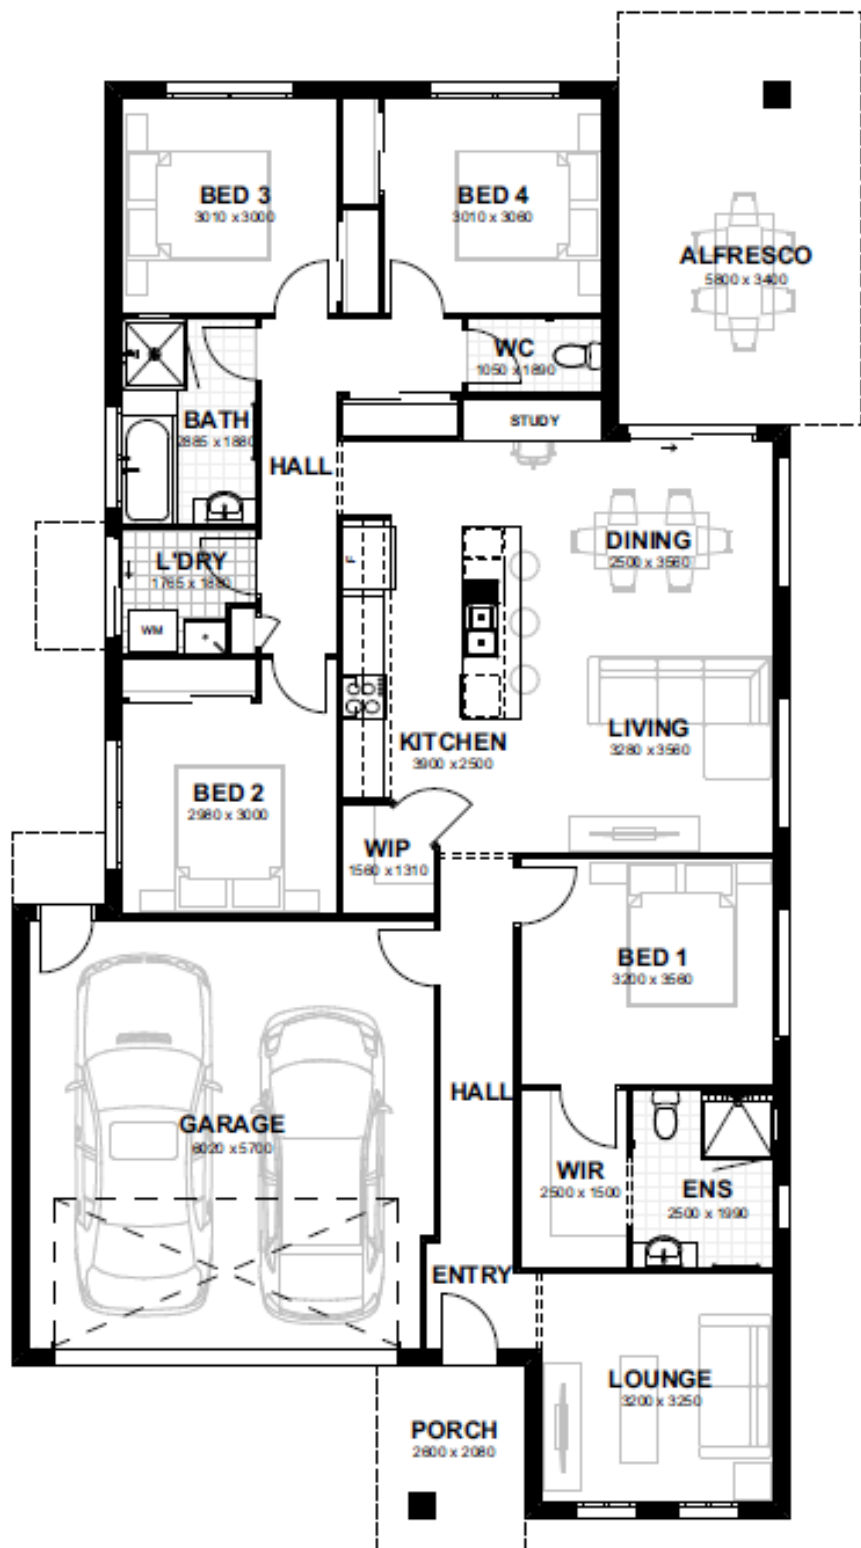 BED 3
3010 x 3000
BED 4
3010 x 3060
ALFRESCO
5800 x 3400
WC
1050 x 1890
BATH
2885 x 1880
STUDY
HALL
L'DRY
1765 x 1880
WM
F
DINING
2500 x 3560
KITCHEN
3900 x 2500
LIVING
3280 x 3560
BED 2
2980 x 3000
WIP
1560 x 1310
BED 1
3200 x 3560
HALL
GARAGE
6020 x 5700
WIR
2500 x 1500
ENS
2500 x 1990
ENTRY
LOUNGE
3200 x 3250
PORCH
2600 x 2080